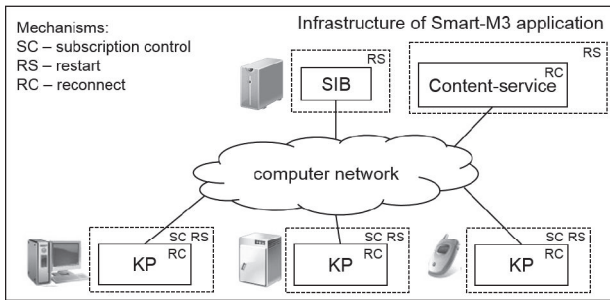 Mechanisms:
SC – subscription control
RS – restart
RC – reconnect
Infrastructure of Smart-M3 application
RS
SIB
RS
RC
Content-service
computer network
SC RS
RC
KP
SC RS
RC
KP
SC RS
RC
KP